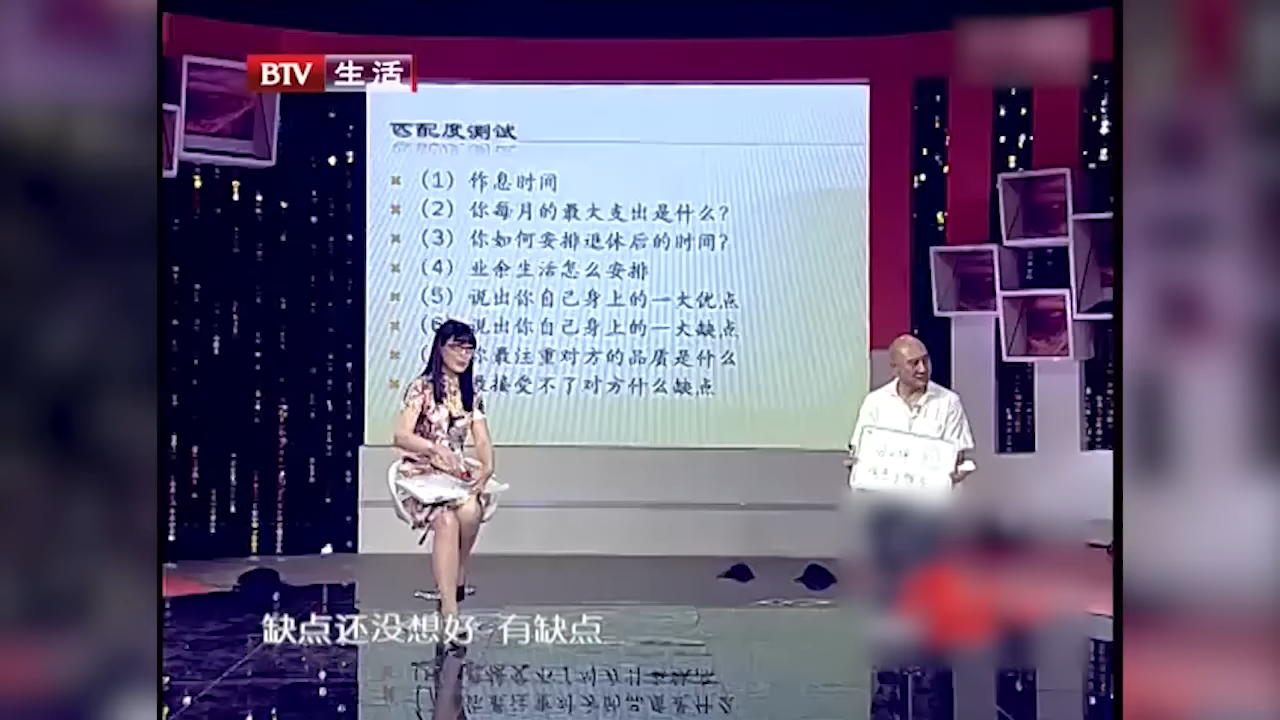 BTV 生活
匹配度测试
(1) 作息时间
(2) 你每月的最大支出是什么?
(3) 你如何安排退休后的时间?
(4) 业余生活怎么安排
(5) 说出你自己身上的一大优点
(6 说出你自己身上的一大缺点
( 你最注重对方的品质是什么
最接受不了对方什么缺点
缺点还没想好 有缺点